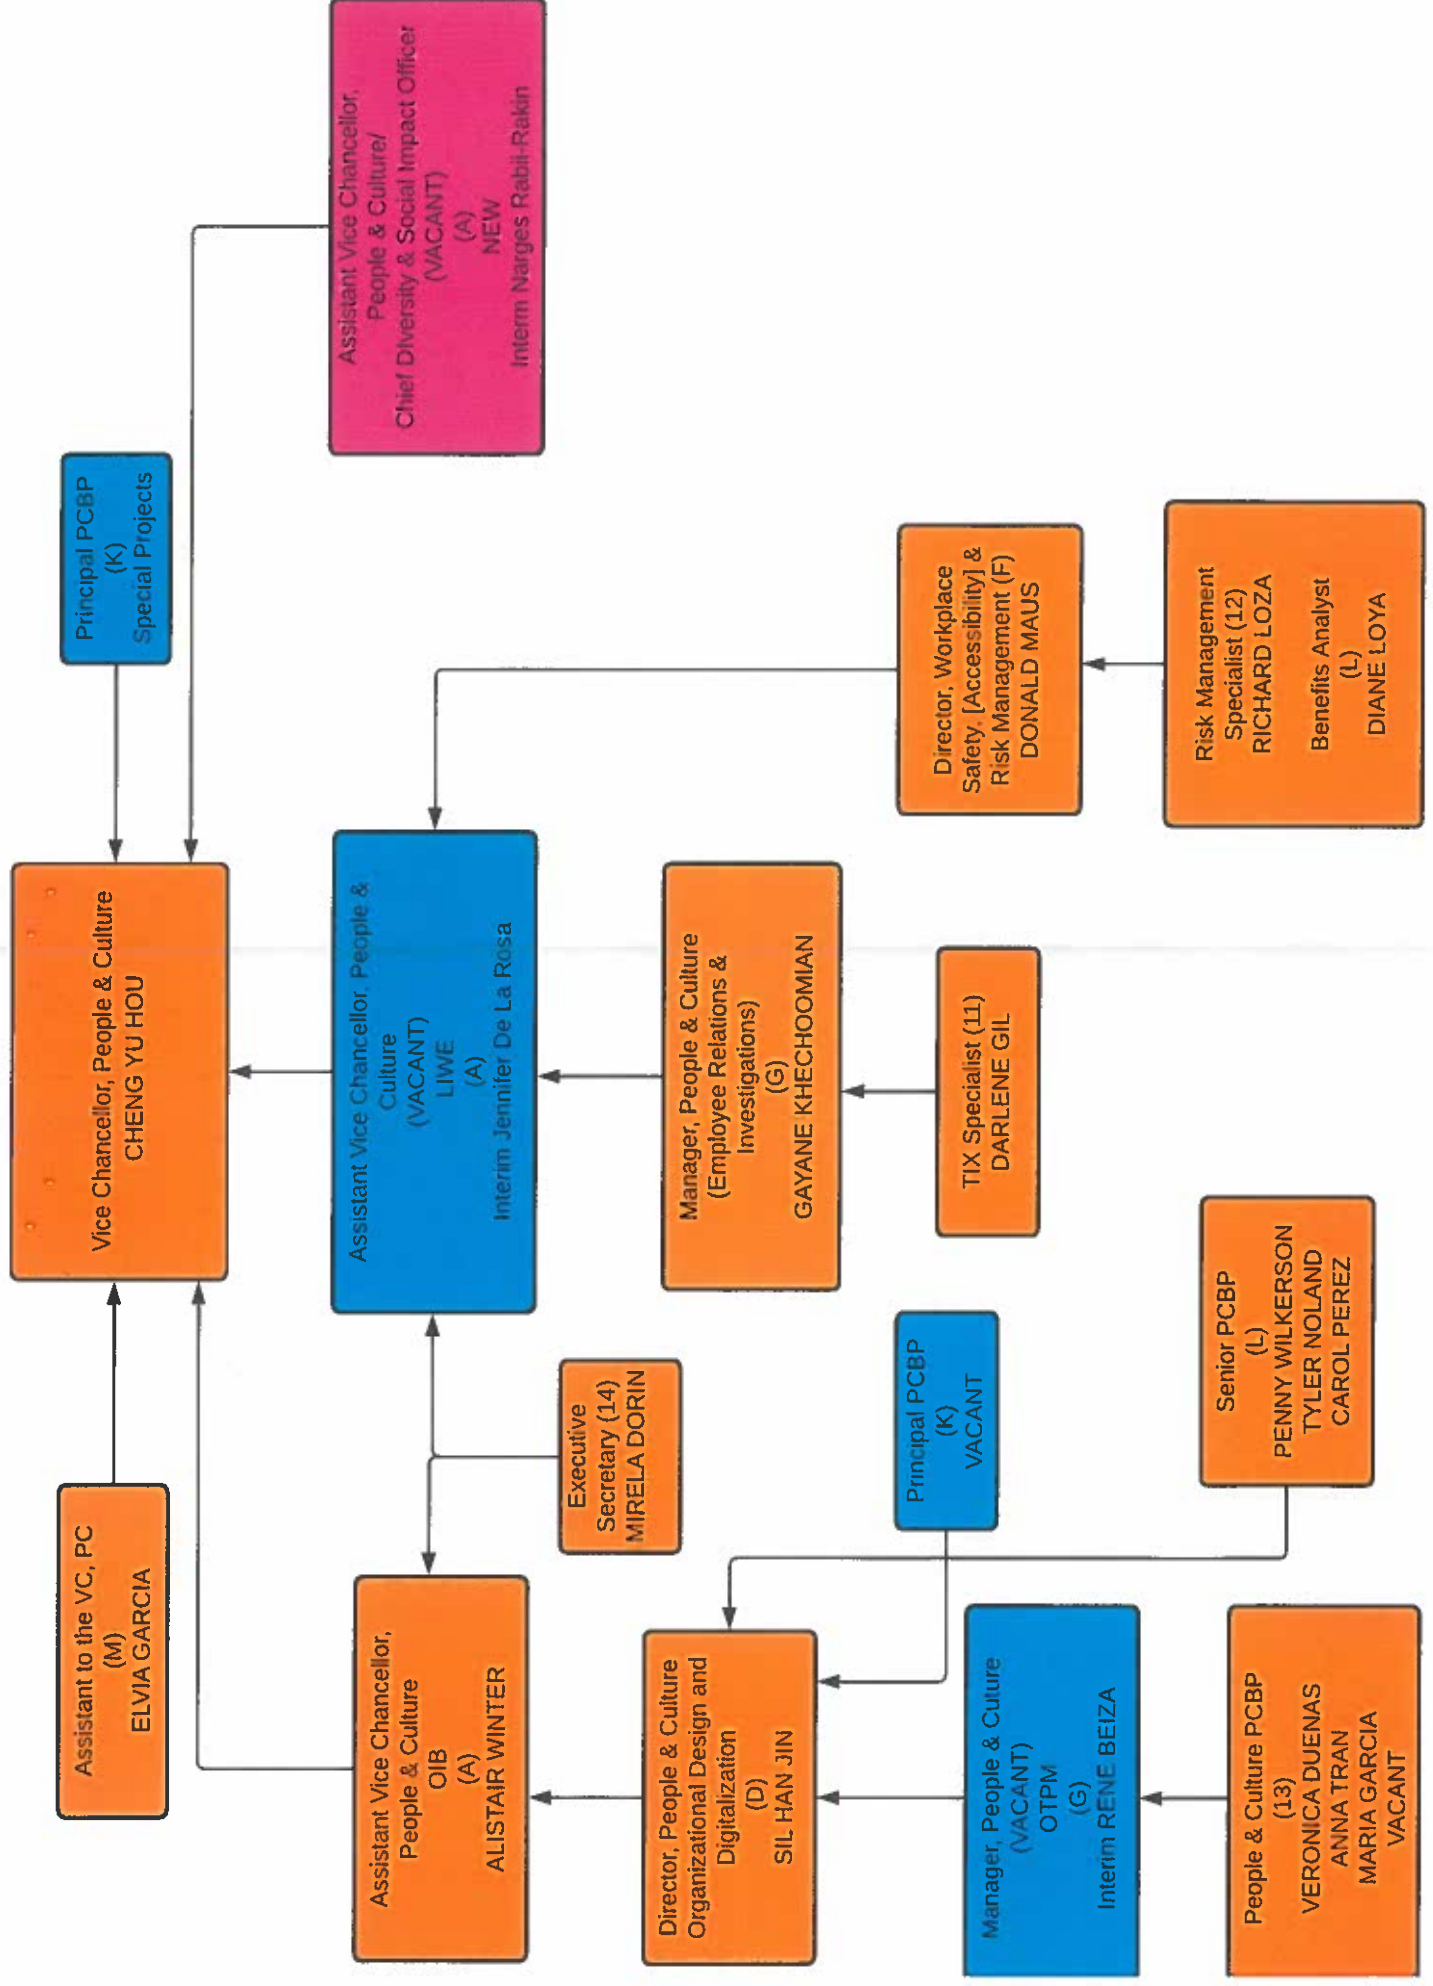 Vice Chancellor, People & Culture
CHENG YU HOU
Assistant to the VC, PC
(M)
ELVIA GARCIA
Principal PCBP
(K)
Special Projects
Assistant Vice Chancellor,
People & Culture
OIB
(A)
ALISTAIR WINTER
Assistant Vice Chancellor, People &
Culture
(VACANT)
LIWE
(A)
Interim Jennifer De La Rosa
Assistant Vice Chancellor,
People & Culture/
Chief Diversity & Social Impact Officer
(VACANT)
(A)
NEW
Interm Narges Rabii-Rakin
Executive
Secretary (14)
MIRELA DORIN
Director, People & Culture
Organizational Design and
Digitalization
(D)
SIL HAN JIN
Manager, People & Culture
(Employee Relations &
Investigations)
(G)
GAYANE KHECHOOMIAN
Director, Workplace
Safety, [Accessibility] &
Risk Management (F)
DONALD MAUS
Principal PCBP
(K)
VACANT
TIX Specialist (11)
DARLENE GIL
Manager, People & Cuture
(VACANT)
OTPM
(G)
Interim RENE BEIZA
Senior PCBP
(L)
PENNY WILKERSON
TYLER NOLAND
CAROL PEREZ
Risk Management
Specialist (12)
RICHARD LOZA
Benefits Analyst
(L)
DIANE LOYA
People & Culture PCBP
(13)
VERONICA DUENAS
ANNA TRAN
MARIA GARCIA
VACANT